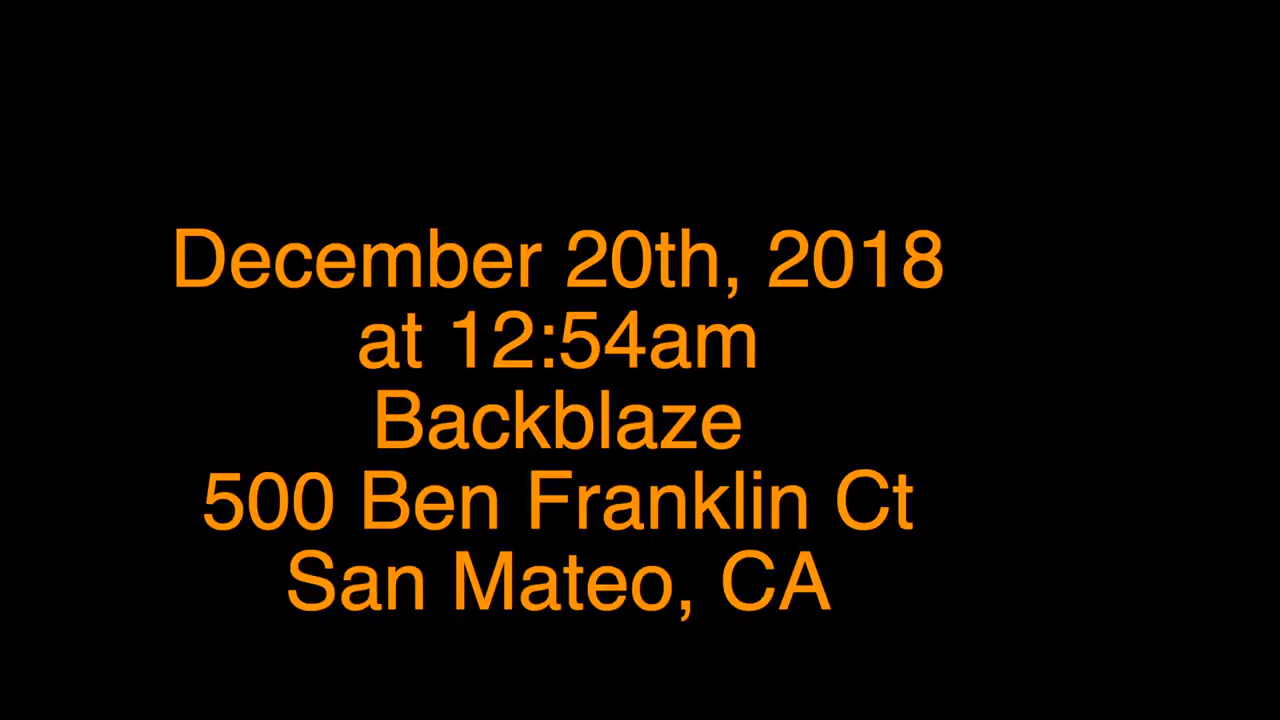 December 20th, 2018
at 12:54am
Backblaze
500 Ben Franklin Ct
San Mateo, CA